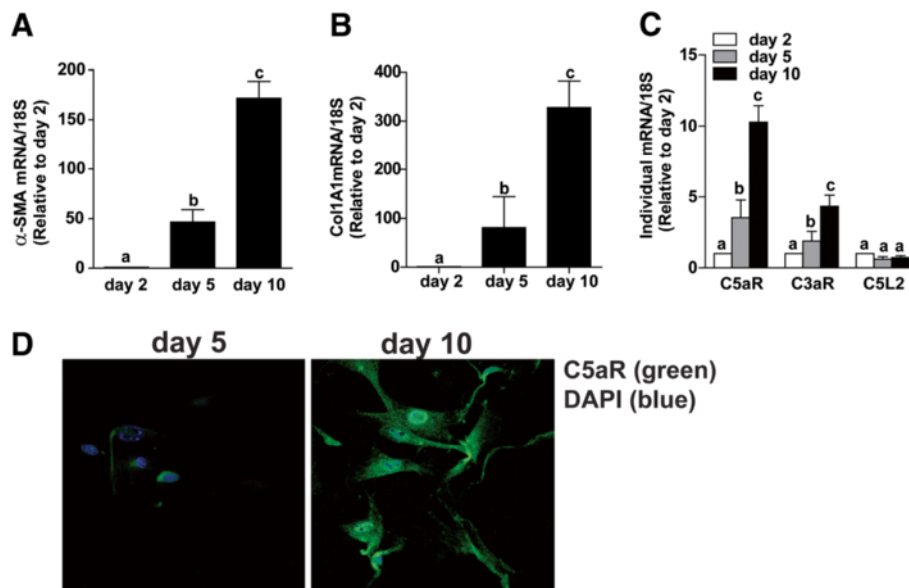 A
α-SMA mRNA/18S
(Relative to day 2)
200
150
100
50
0
a
b
c
day 2 day 5 day 10
B
Col1A1mRNA/18S
(Relative to day 2)
400
300
200
100
0
a
b
c
day 2 day 5 day 10
C
Individual mRNA/18S
(Relative to day 2)
15
10
5
0
day 2
day 5
day 10
a b c
a b c
a a a
C5aR C3aR C5L2
D
day 5 day 10
C5aR (green)
DAPI (blue)